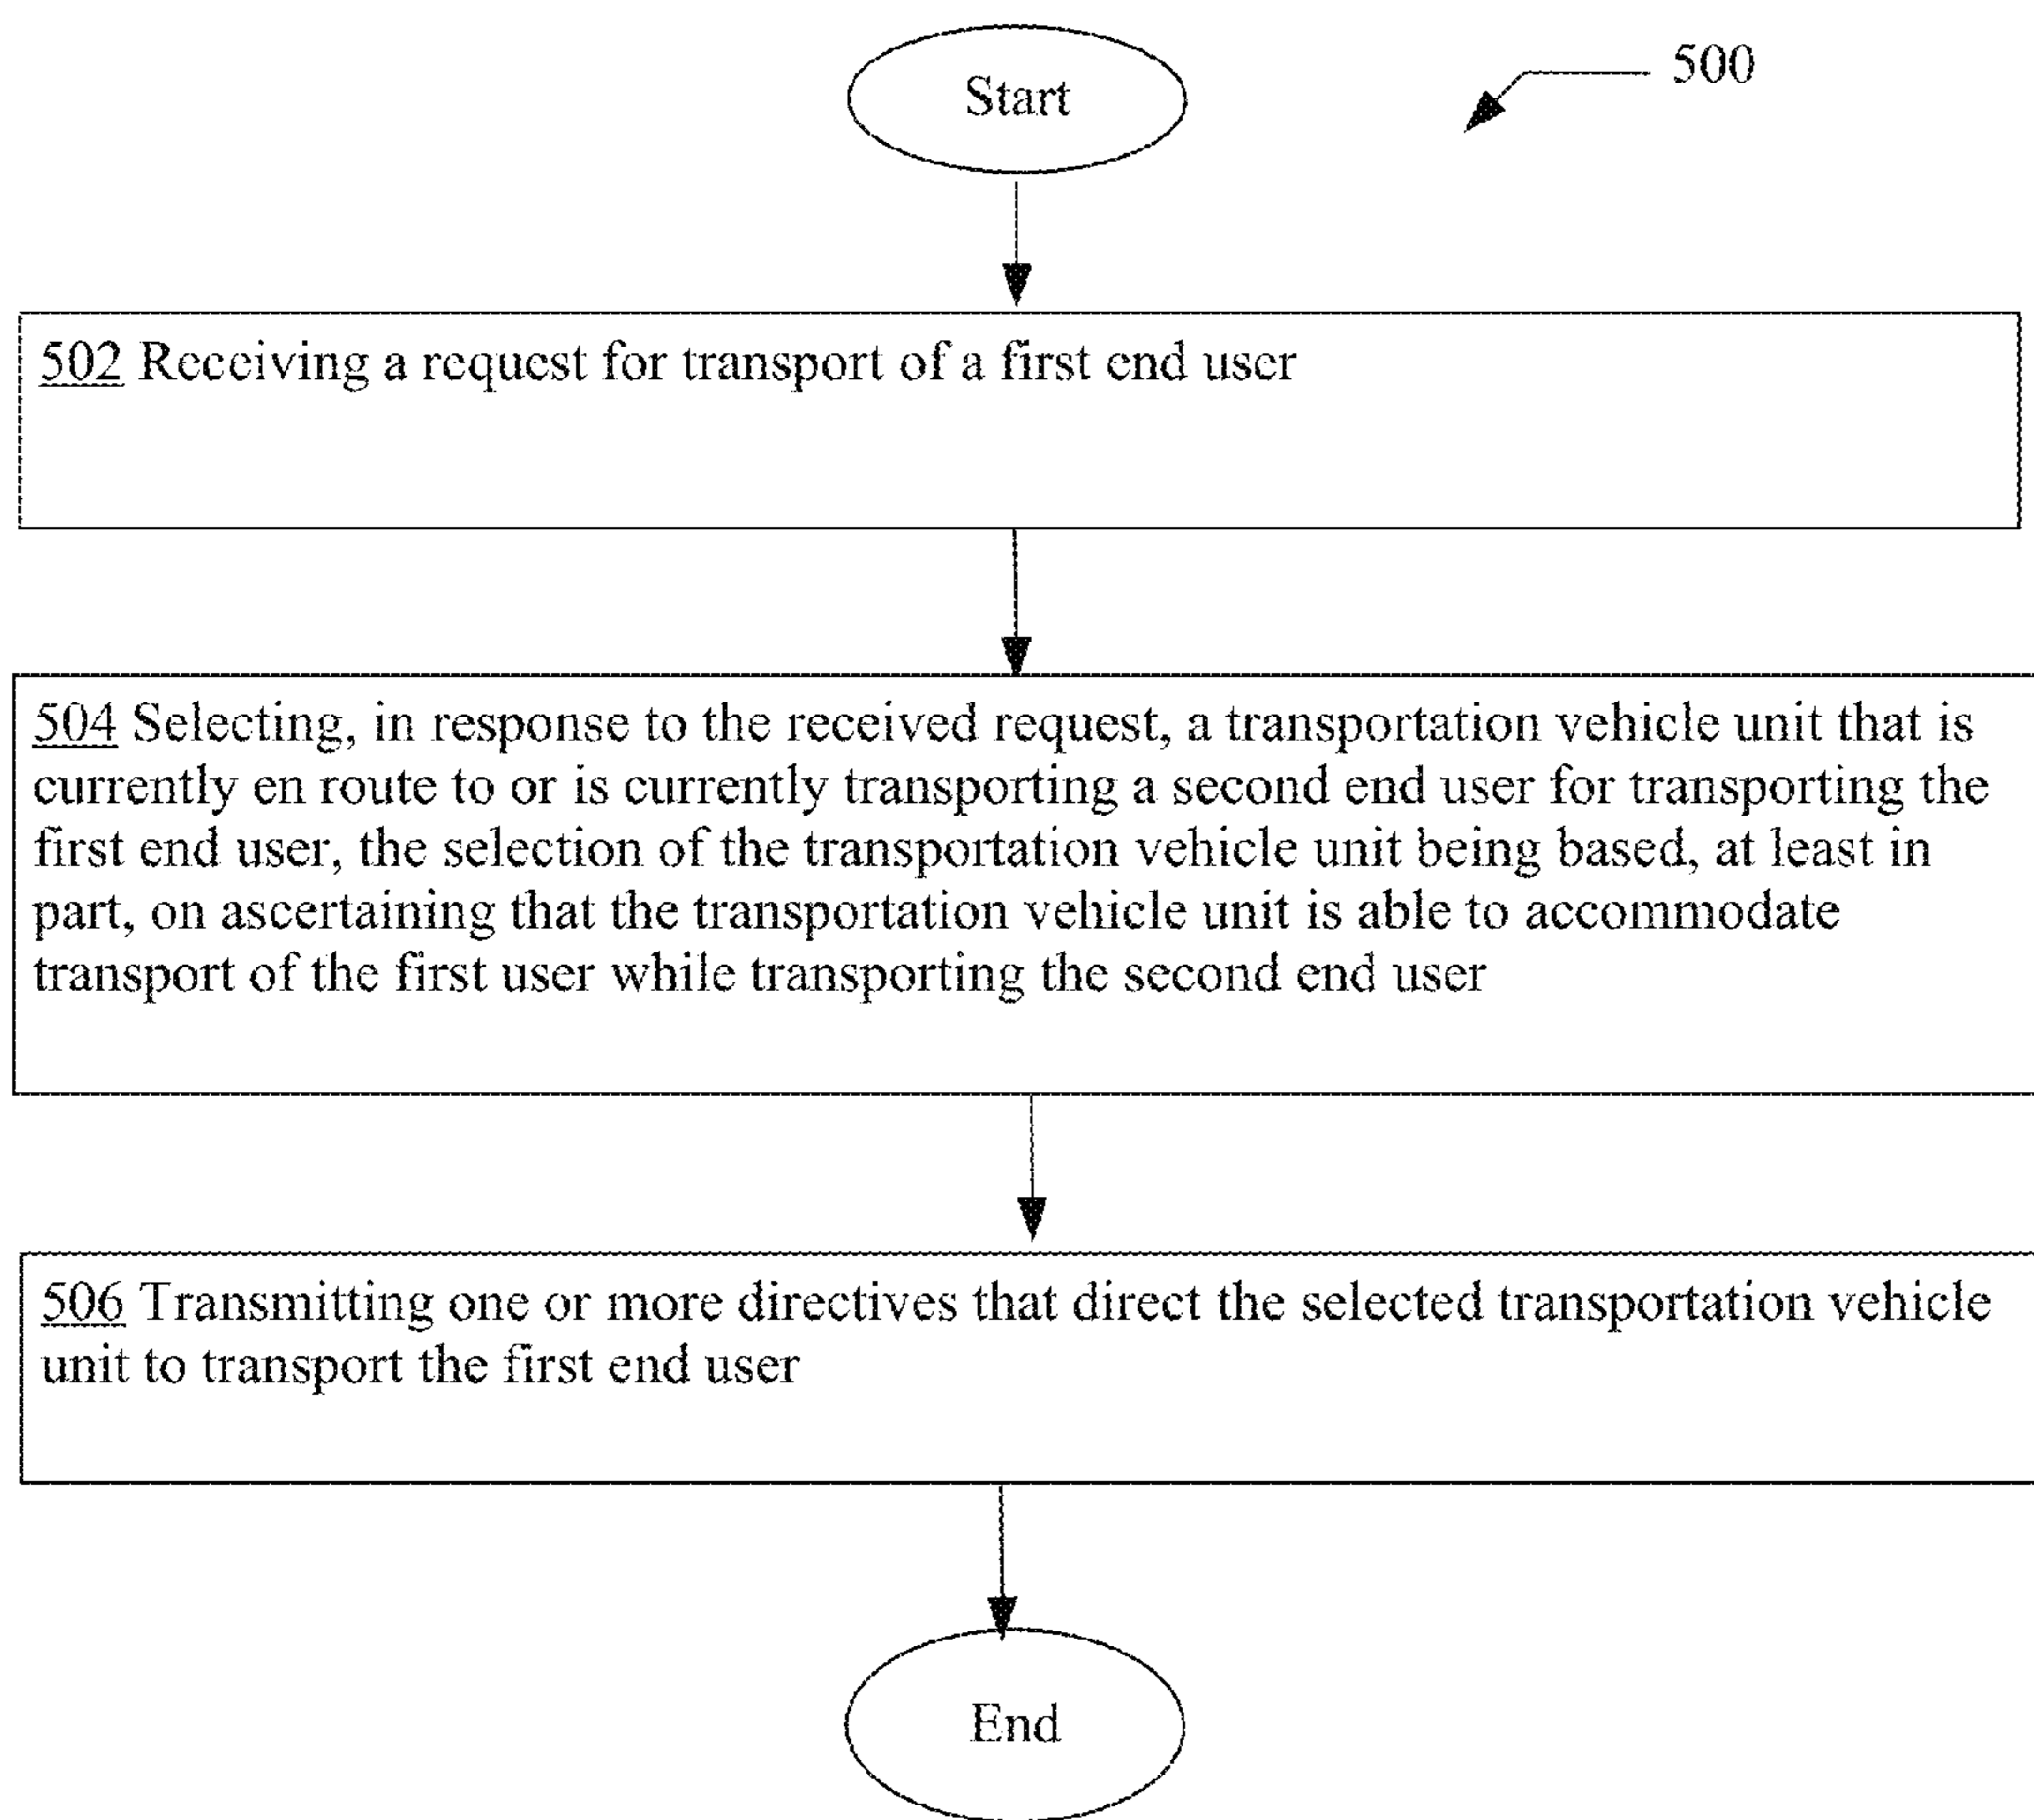 Start
500
502 Receiving a request for transport of a first end user
504 Selecting, in response to the received request, a transportation vehicle unit that is
currently en route to or is currently transporting a second end user for transporting the
first end user, the selection of the transportation vehicle unit being based, at least in
part, on ascertaining that the transportation vehicle unit is able to accommodate
transport of the first user while transporting the second end user
506 Transmitting one or more directives that direct the selected transportation vehicle
unit to transport the first end user
End